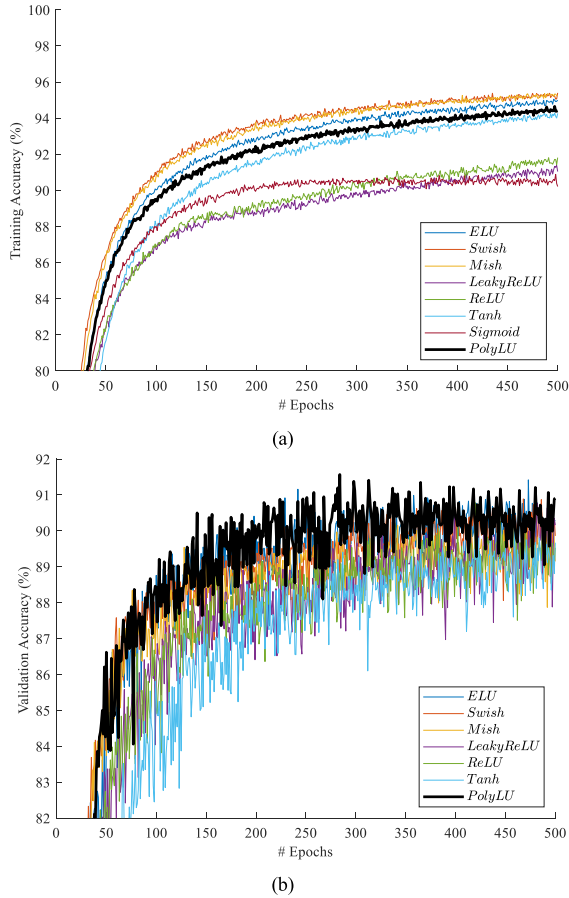 100
98
96
94
92
90
88
86
84
82
80
Training Accuracy (%)
ELU
Swish
Mish
LeakyReLU
ReLU
Tanh
Sigmoid
PolyLU
0 50 100 150 200 250 300 350 400 450 500
# Epochs
(a)
92
91
90
89
88
87
86
85
84
83
82
Validation Accuracy (%)
ELU
Swish
Mish
LeakyReLU
ReLU
Tanh
PolyLU
0 50 100 150 200 250 300 350 400 450 500
# Epochs
(b)